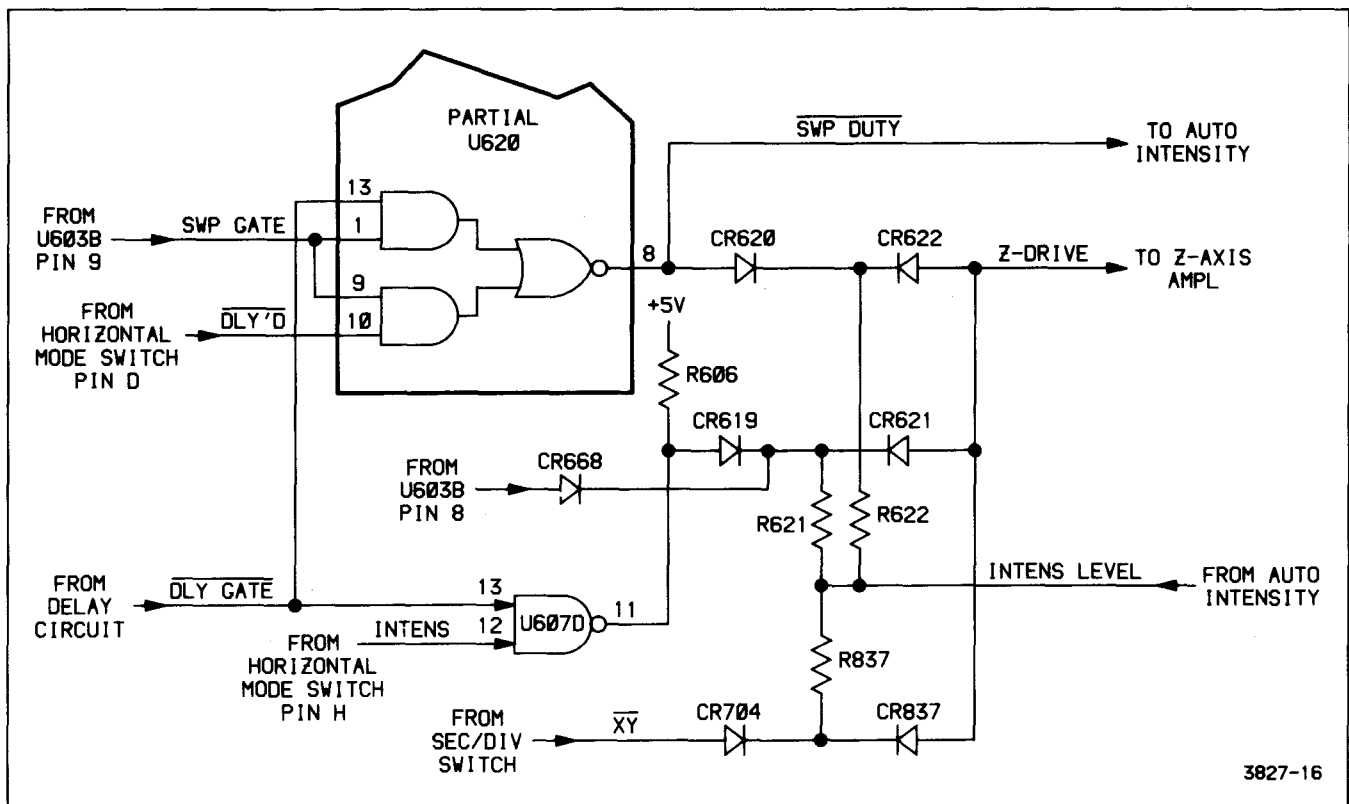 PARTIAL
U620
SWP DUTY
TO AUTO
INTENSITY
13
FROM
U603B
PIN 9
SWP GATE
1
8
CR620
CR622
Z-DRIVE
TO Z-AXIS
AMPL
9
+5V
FROM
HORIZONTAL
MODE SWITCH
PIN D
DLY'D
10
R606
CR619
CR621
FROM
U603B
PIN 8
CR668
R621
R622
FROM
DELAY
CIRCUIT
DLY GATE
13
INTENS LEVEL
FROM AUTO
INTENSITY
INTENS
12
U607D
11
FROM
HORIZONTAL
MODE SWITCH
PIN H
R837
FROM
SEC/DIV
SWITCH
XY
CR704
CR837
3827-16